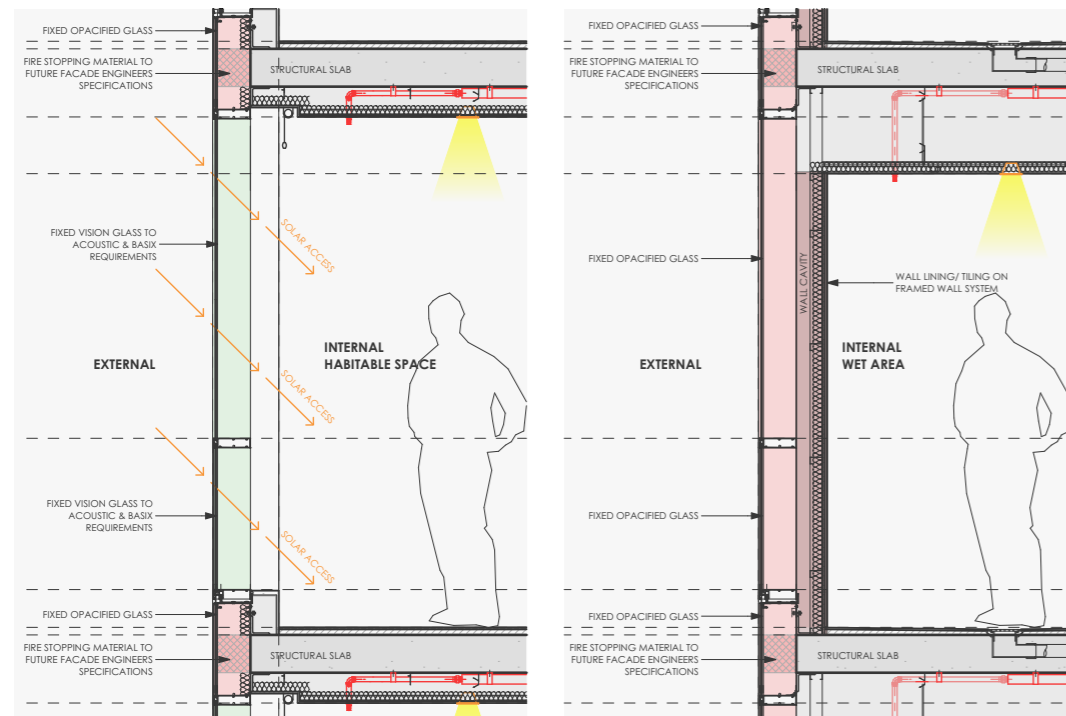 FIXED OPACIFIED GLASS
FIRE STOPPING MATERIAL TO
FUTURE FACADE ENGINEERS
SPECIFICATIONS
STRUCTURAL SLAB
SOLAR ACCESS
FIXED VISION GLASS TO
ACOUSTIC & BASIX
REQUIREMENTS
EXTERNAL
INTERNAL
HABITABLE SPACE
SOLAR ACCESS
FIXED VISION GLASS TO
ACOUSTIC & BASIX
REQUIREMENTS
SOLAR ACCESS
FIXED OPACIFIED GLASS
FIRE STOPPING MATERIAL TO
FUTURE FACADE ENGINEERS
SPECIFICATIONS
STRUCTURAL SLAB
FIXED OPACIFIED GLASS
FIRE STOPPING MATERIAL TO
FUTURE FACADE ENGINEERS
SPECIFICATIONS
STRUCTURAL SLAB
FIXED OPACIFIED GLASS
WALL CAVITY
WALL LINING/ TILING ON
FRAMED WALL SYSTEM
EXTERNAL
INTERNAL
WET AREA
FIXED OPACIFIED GLASS
FIXED OPACIFIED GLASS
FIRE STOPPING MATERIAL TO
FUTURE FACADE ENGINEERS
SPECIFICATIONS
STRUCTURAL SLAB